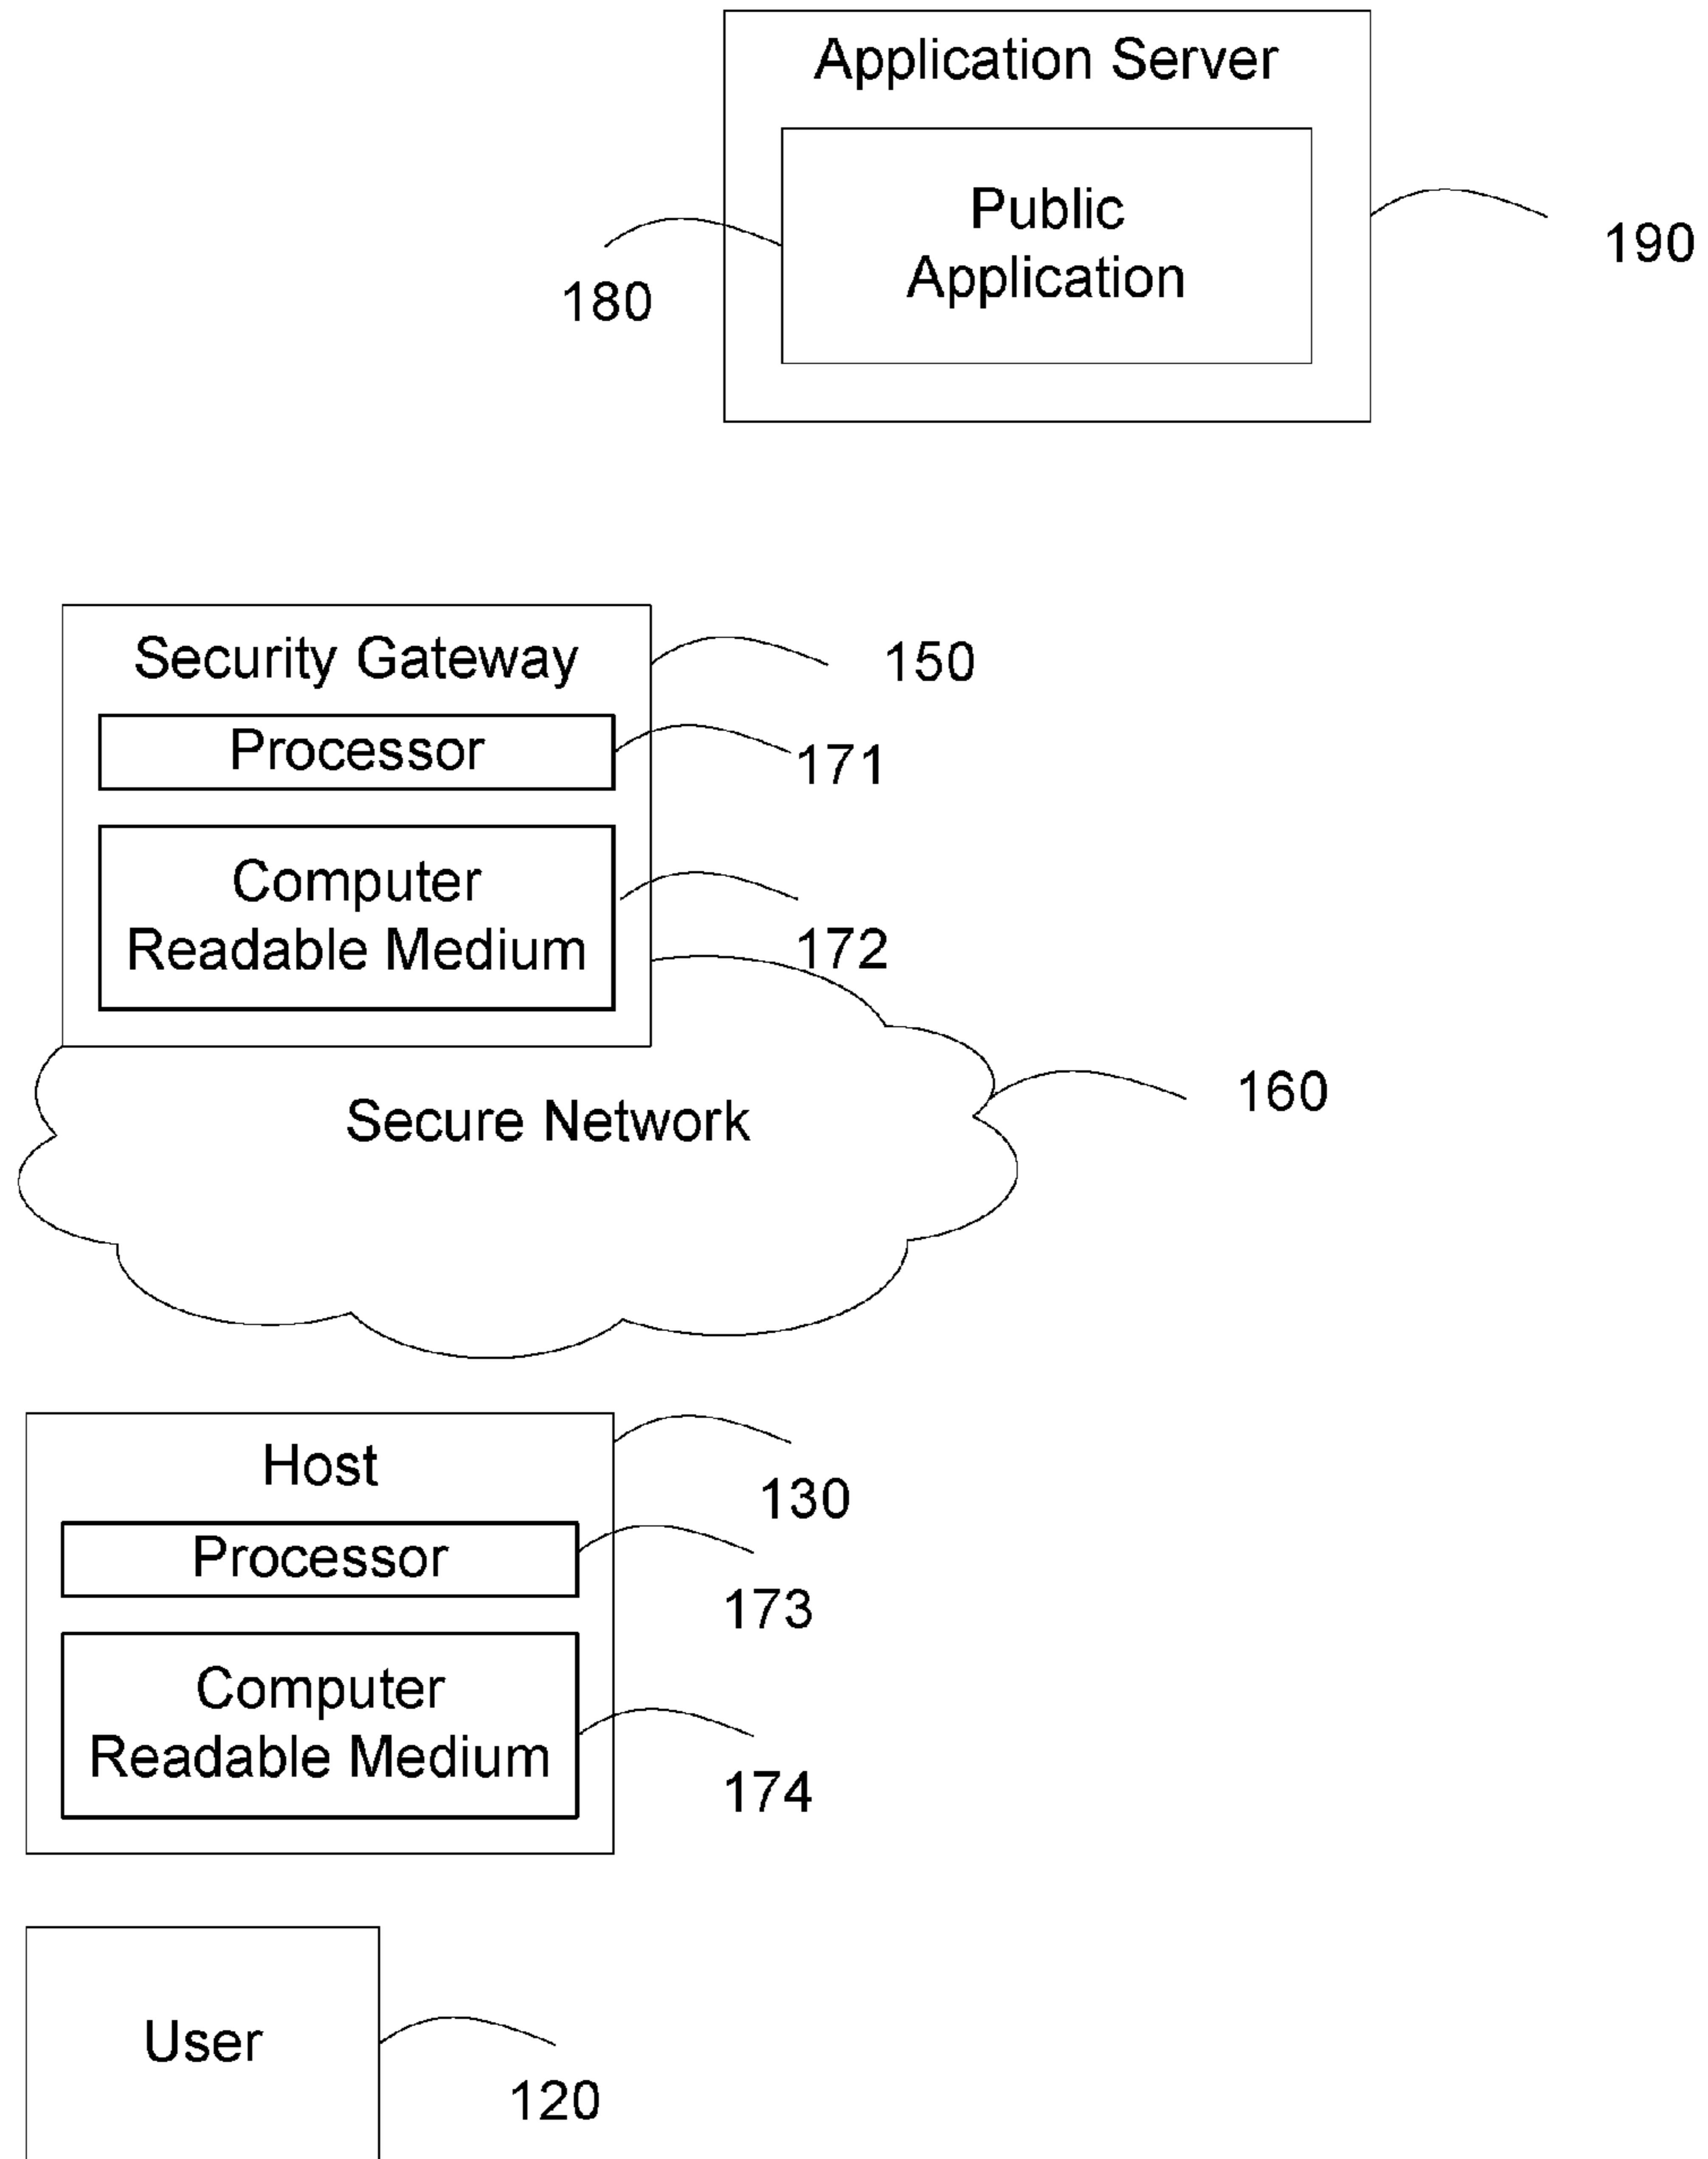 Application Server
Public
Application
180
190
Security Gateway
150
Processor
171
Computer
Readable Medium
172
Secure Network
160
Host
130
Processor
173
Computer
Readable Medium
174
User
120